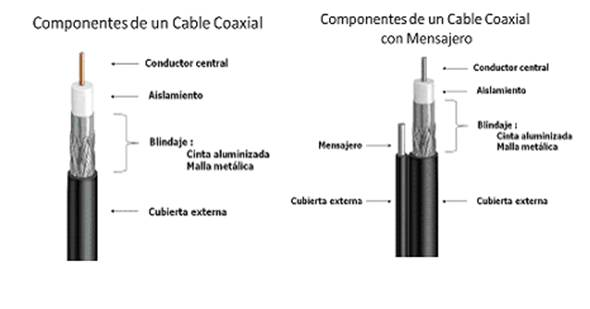 Componentes de un Cable Coaxial
Conductor central
Aislamiento
Blindaje :
Cinta aluminizada
Malla metálica
Cubierta externa
Componentes de un Cable Coaxial
con Mensajero
Conductor central
Aislamiento
Blindaje :
Cinta aluminizada
Malla metálica
Mensajero
Cubierta externa
Cubierta externa